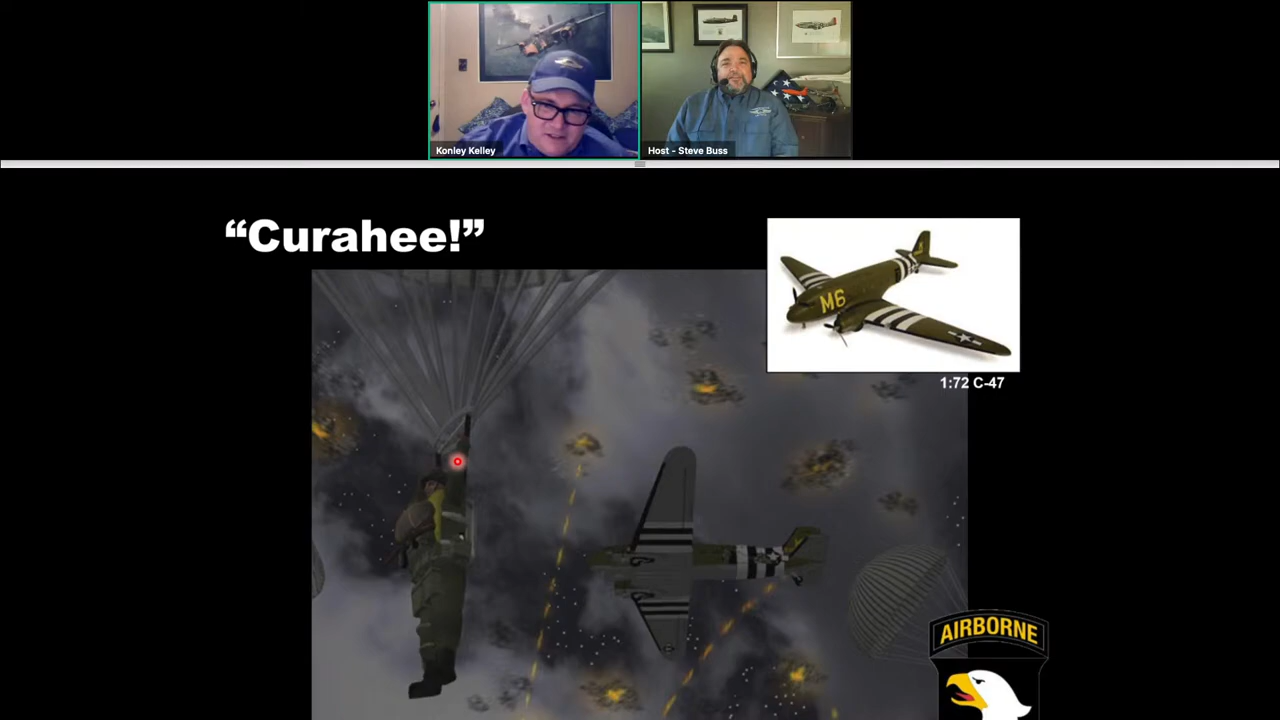 Konley Kelley
Host - Steve Buss
“Curahee!”
M6
1:72 C-47
AIRBORNE